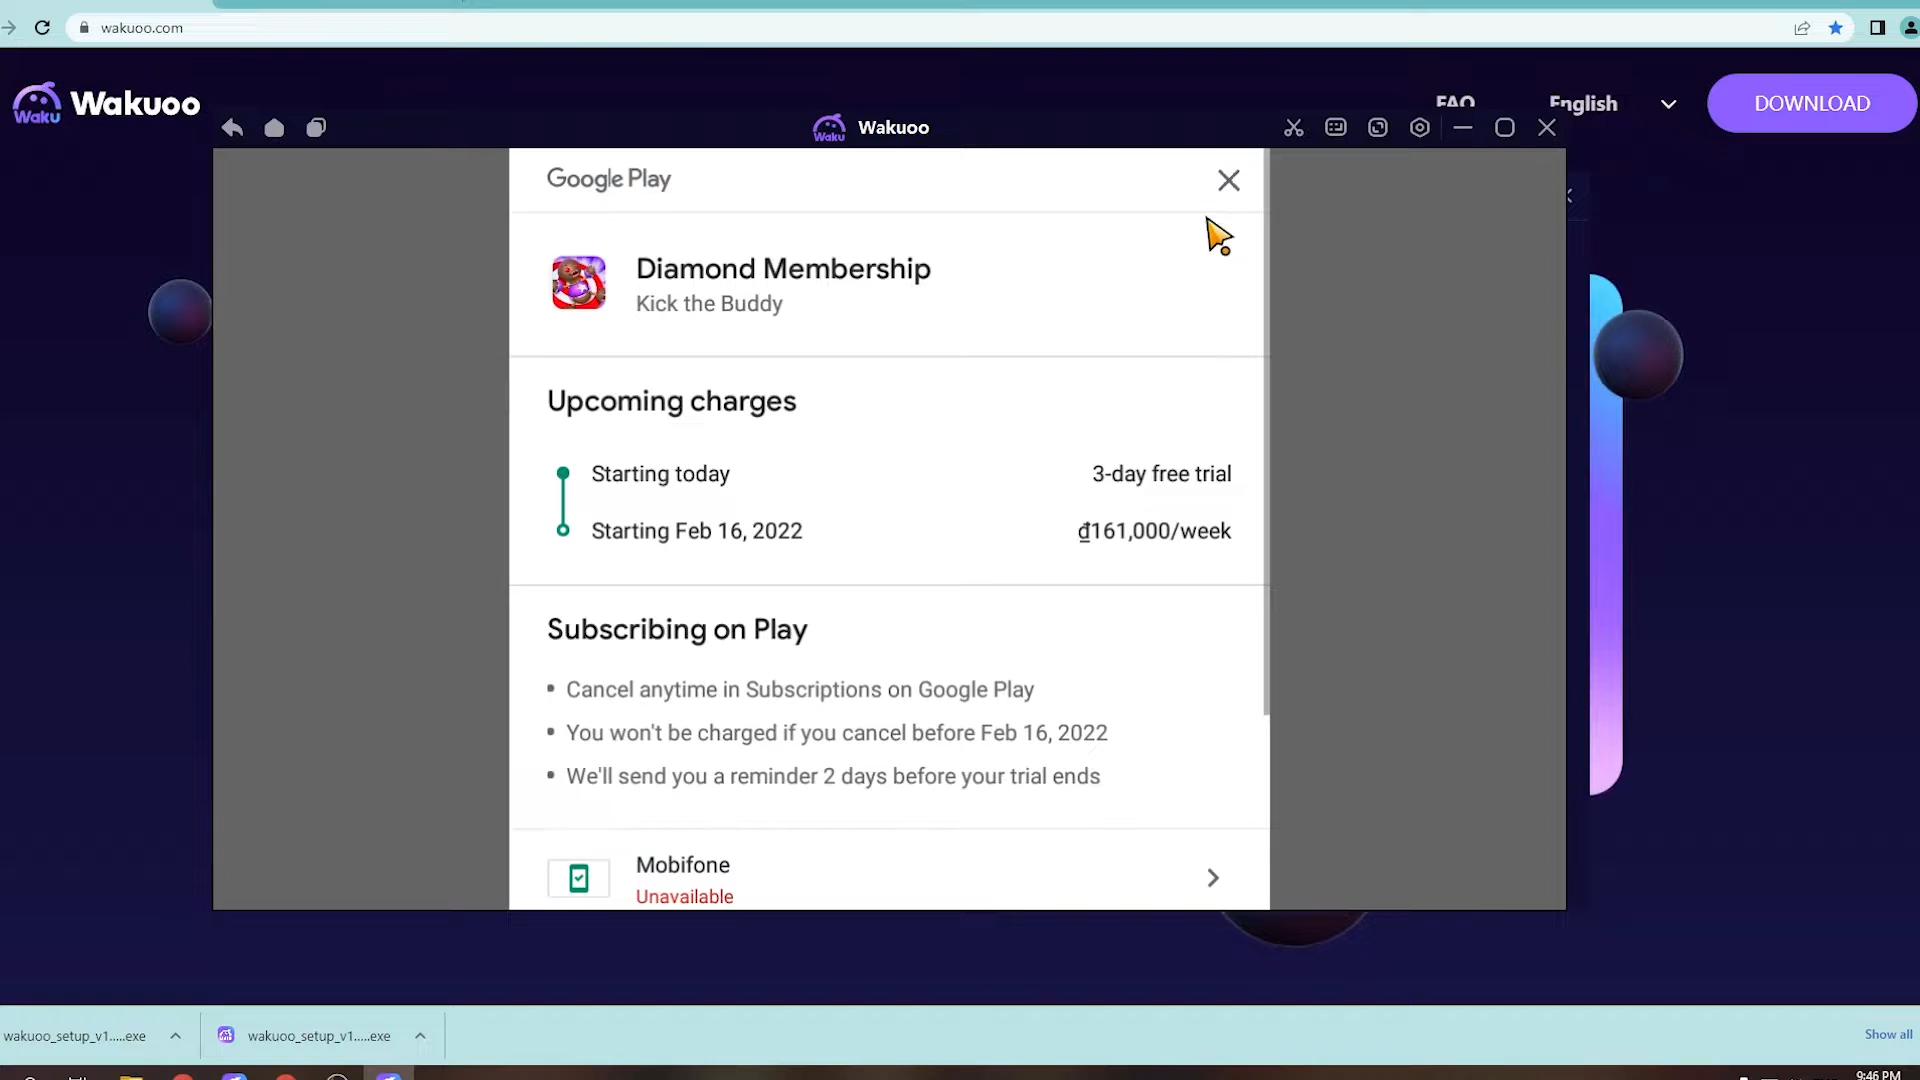 wakuoo.com
Waku
Wakuoo
FAQ
English
DOWNLOAD
Waku
Wakuoo
Google Play
Diamond Membership
Kick the Buddy
Upcoming charges
Starting today
3-day free trial
Starting Feb 16, 2022
₫161,000/week
Subscribing on Play
• Cancel anytime in Subscriptions on Google Play
• You won't be charged if you cancel before Feb 16, 2022
• We'll send you a reminder 2 days before your trial ends
Mobifone
Unavailable
wakuoo_setup_v1.....exe
wakuoo_setup_v1.....exe
Show all
9:46 PM